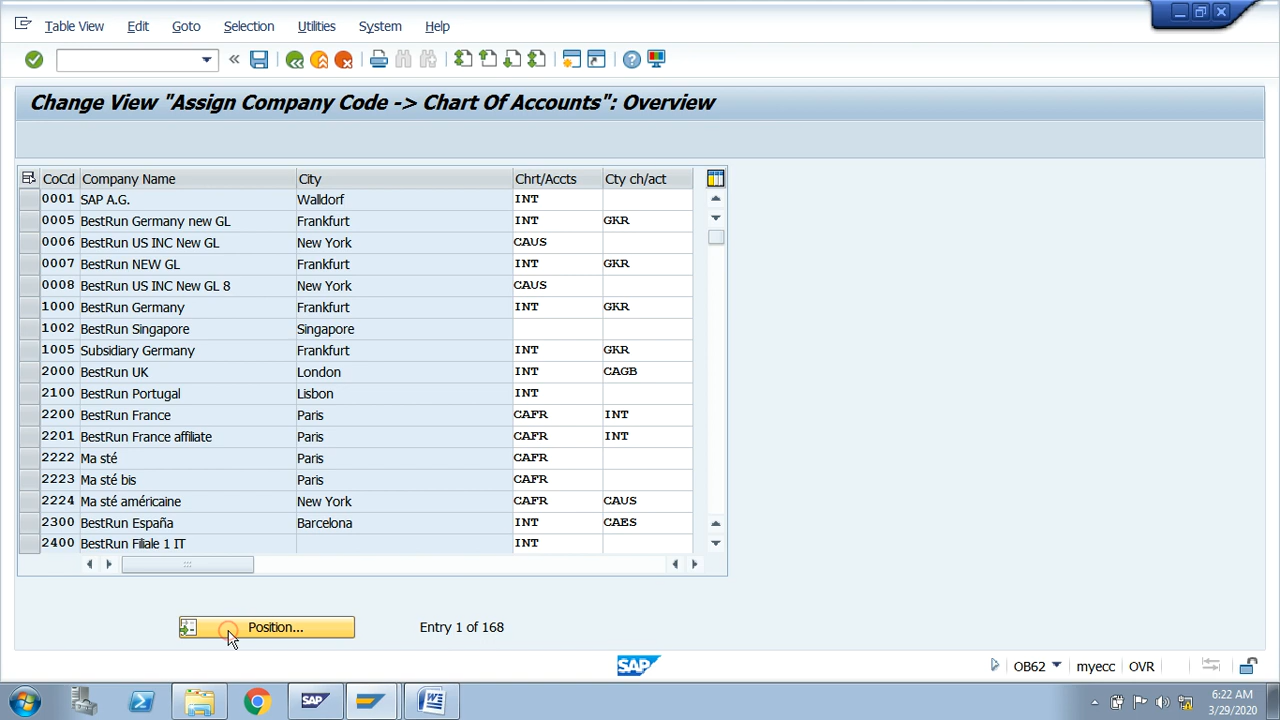 Table View Edit Goto Selection Utilities System Help
Change View "Assign Company Code -> Chart Of Accounts": Overview
CoCd Company Name City Chrt/Accts Cty ch/act
0001 SAP A.G. Walldorf INT
0005 BestRun Germany new GL Frankfurt INT GKR
0006 BestRun US INC New GL New York CAUS
0007 BestRun NEW GL Frankfurt INT GKR
0008 BestRun US INC New GL 8 New York CAUS
1000 BestRun Germany Frankfurt INT GKR
1002 BestRun Singapore Singapore
1005 Subsidiary Germany Frankfurt INT GKR
2000 BestRun UK London INT CAGB
2100 BestRun Portugal Lisbon INT
2200 BestRun France Paris CAFR INT
2201 BestRun France affiliate Paris CAFR INT
2222 Ma sté Paris CAFR
2223 Ma sté bis Paris CAFR
2224 Ma sté américaine New York CAFR CAUS
2300 BestRun España Barcelona INT CAES
2400 BestRun Filiale 1 IT INT
Position... Entry 1 of 168
SAP OB62 myecc OVR
SAP 6:22 AM
3/29/2020